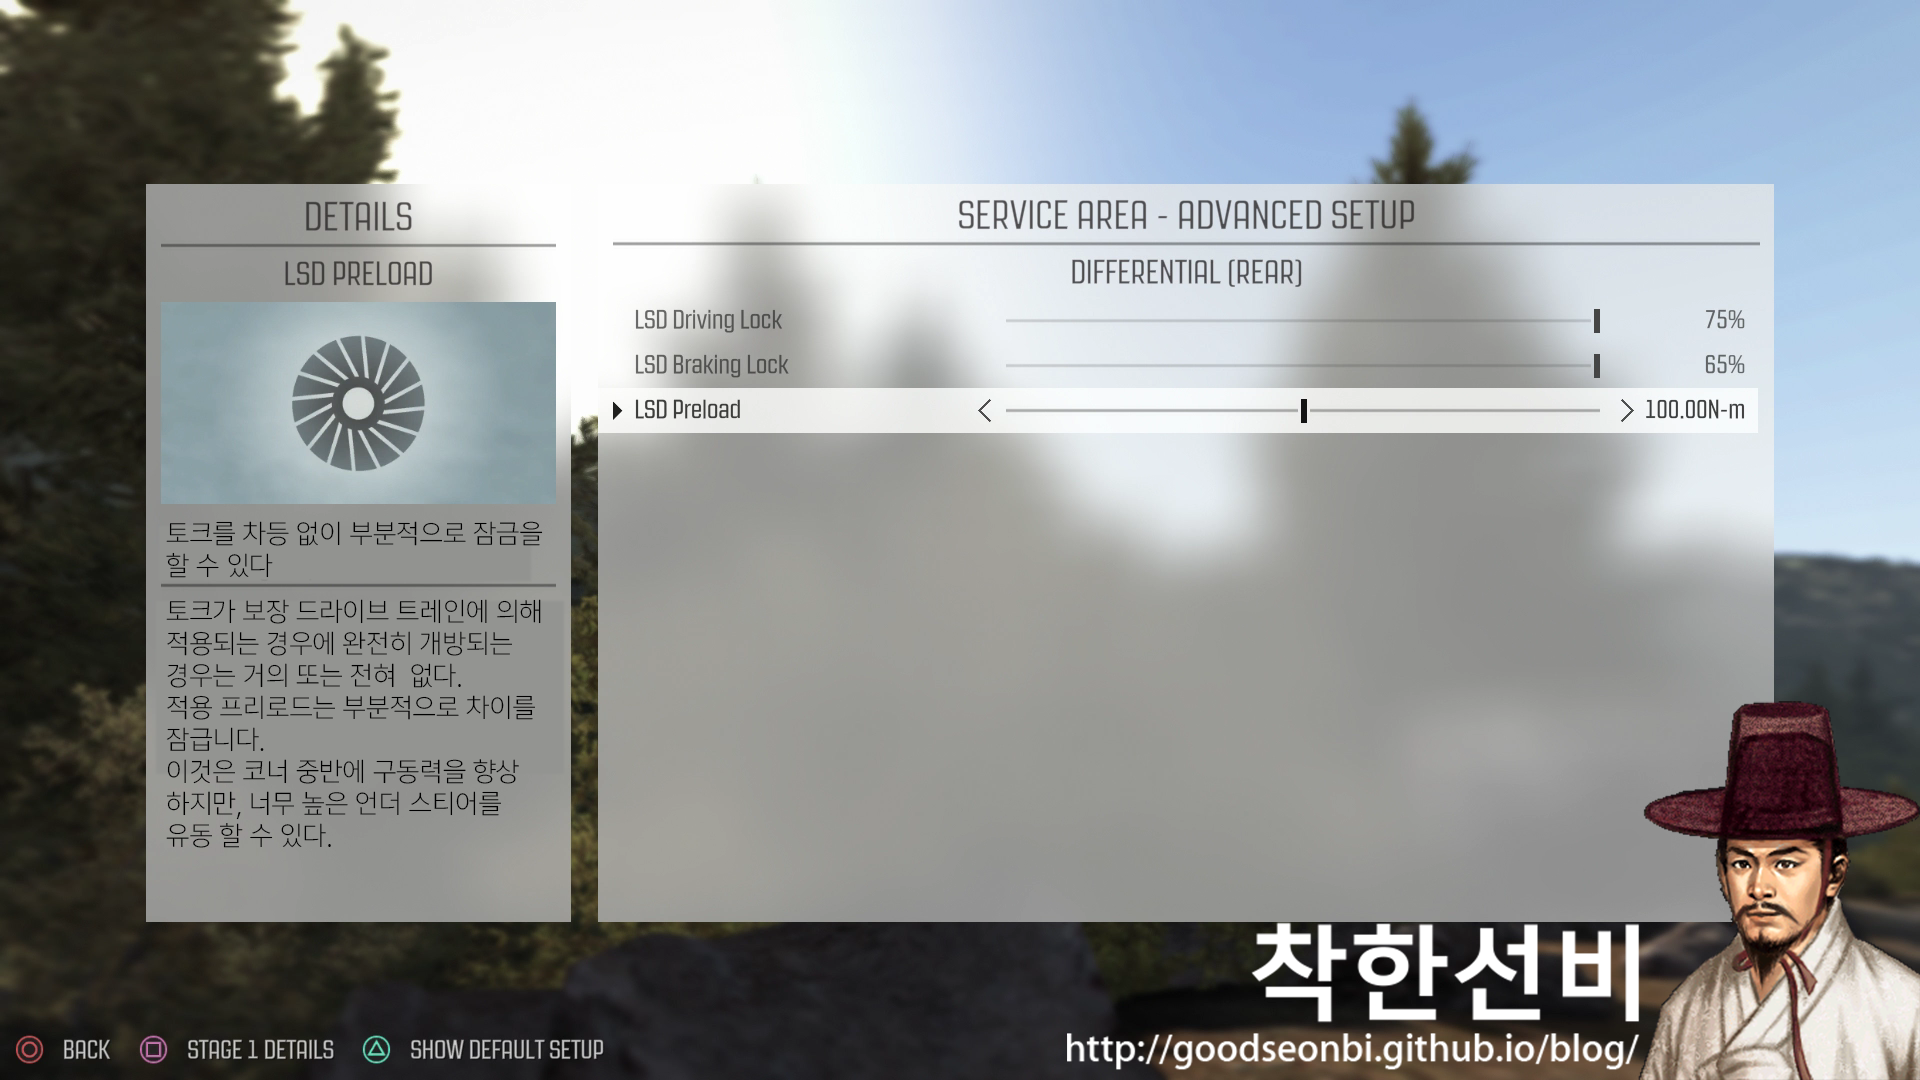 DETAILS
LSD PRELOAD
토크를 차등 없이 부분적으로 잠금을
할 수 있다
토크가 보장 드라이브 트레인에 의해
적용되는 경우에 완전히 개방되는
경우는 거의 또는 전혀 없다.
적용 프리로드는 부분적으로 차이를
잠급니다.
이것은 코너 중반에 구동력을 향상
하지만, 너무 높은 언더 스티어를
유동 할 수 있다.
SERVICE AREA - ADVANCED SETUP
DIFFERENTIAL (REAR)
LSD Driving Lock 75%
LSD Braking Lock 65%
LSD Preload 100.00N-m
착한선비
http://goodseonbi.github.io/blog/
BACK STAGE 1 DETAILS SHOW DEFAULT SETUP